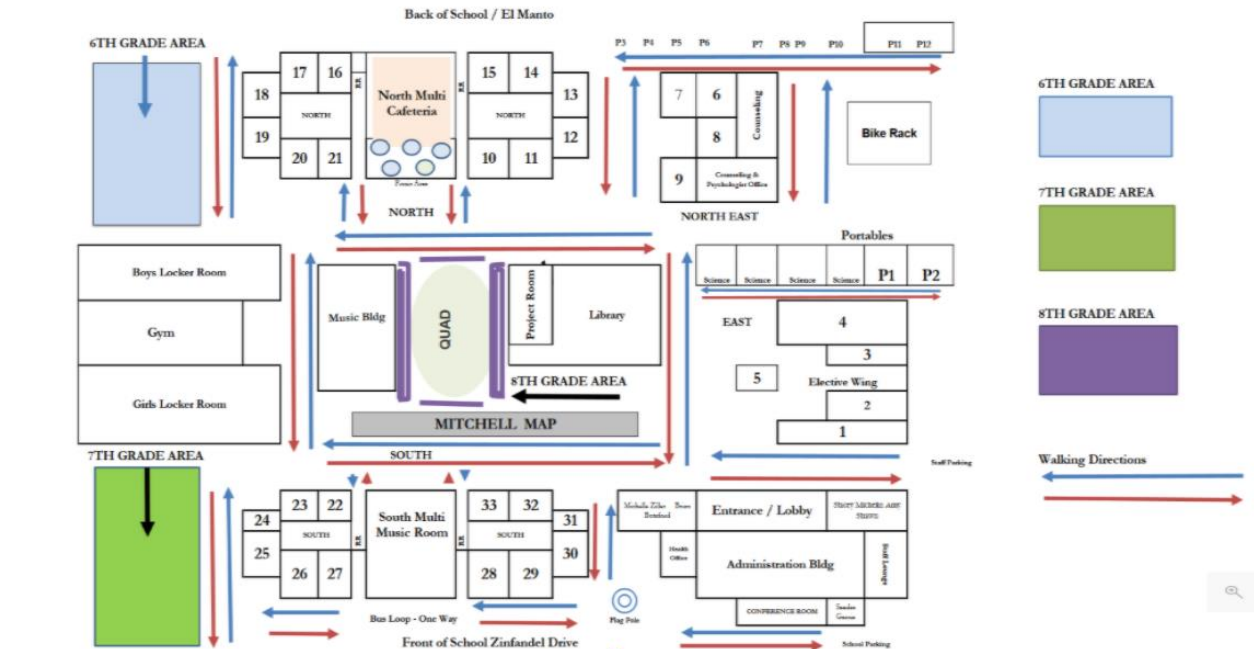 Back of School / El Manto
6TH GRADE AREA
P3 P4 P5 P6 P7 P8 P9 P10 P11 P12
17 16
RR
North Multi
Cafeteria
RR
15 14
18
NORTH
19
20 21
13
NORTH
12
10 11
Picnic Area
NORTH
7 6
8
Counseling
9
Counseling &
Psychologist Office
NORTH EAST
Bike Rack
6TH GRADE AREA
7TH GRADE AREA
8TH GRADE AREA
Walking Directions
Boys Locker Room
Gym
Girls Locker Room
Music Bldg
QUAD
Project Room
Library
8TH GRADE AREA
MITCHELL MAP
SOUTH
Portables
Science Science Science Science P1 P2
EAST
4
3
5
Elective Wing
2
1
Staff Parking
7TH GRADE AREA
23 22
24
SOUTH
25
26 27
RR
South Multi
Music Room
RR
33 32
31
SOUTH
30
28 29
Bus Loop - One Way
Front of School Zinfandel Drive
Flag Pole
Entrance / Lobby
Health
Office
Administration Bldg
Staff Lounge
CONFERENCE ROOM
School Parking